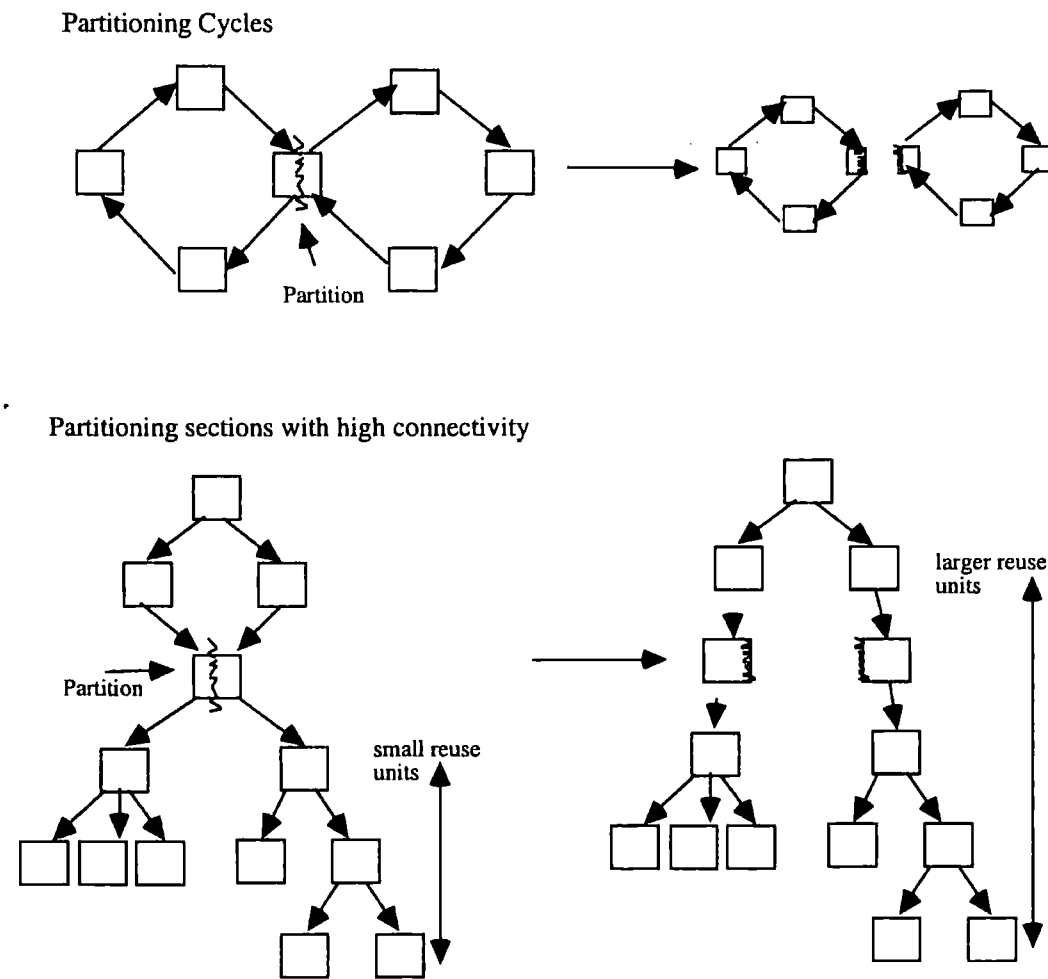 Partitioning Cycles
Partition
Partitioning sections with high connectivity
larger reuse
units
Partition
small reuse
units